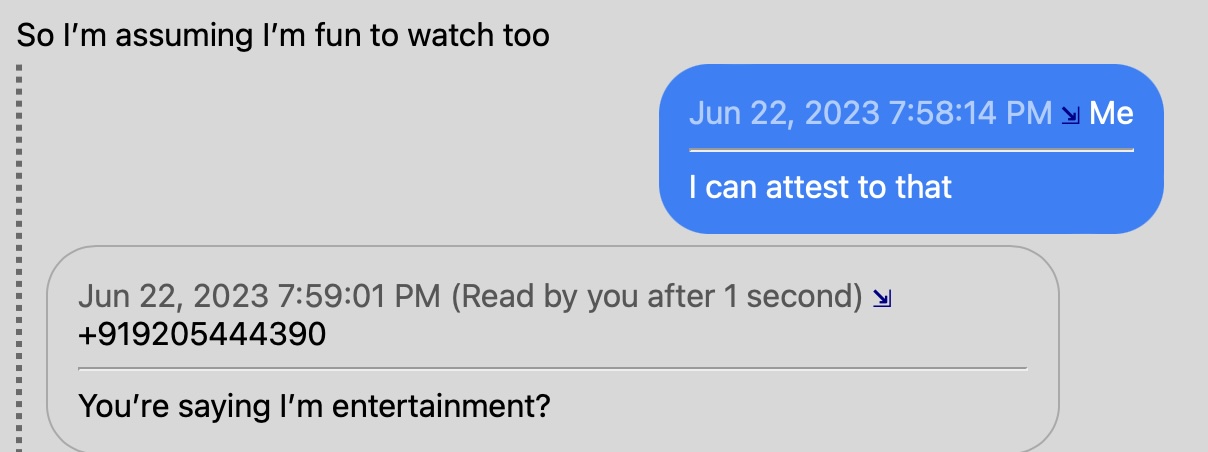 So I’m assuming I’m fun to watch too
Jun 22, 2023 7:58:14 PM ⇲ Me
I can attest to that
Jun 22, 2023 7:59:01 PM (Read by you after 1 second) ⇲
+919205444390
You’re saying I’m entertainment?